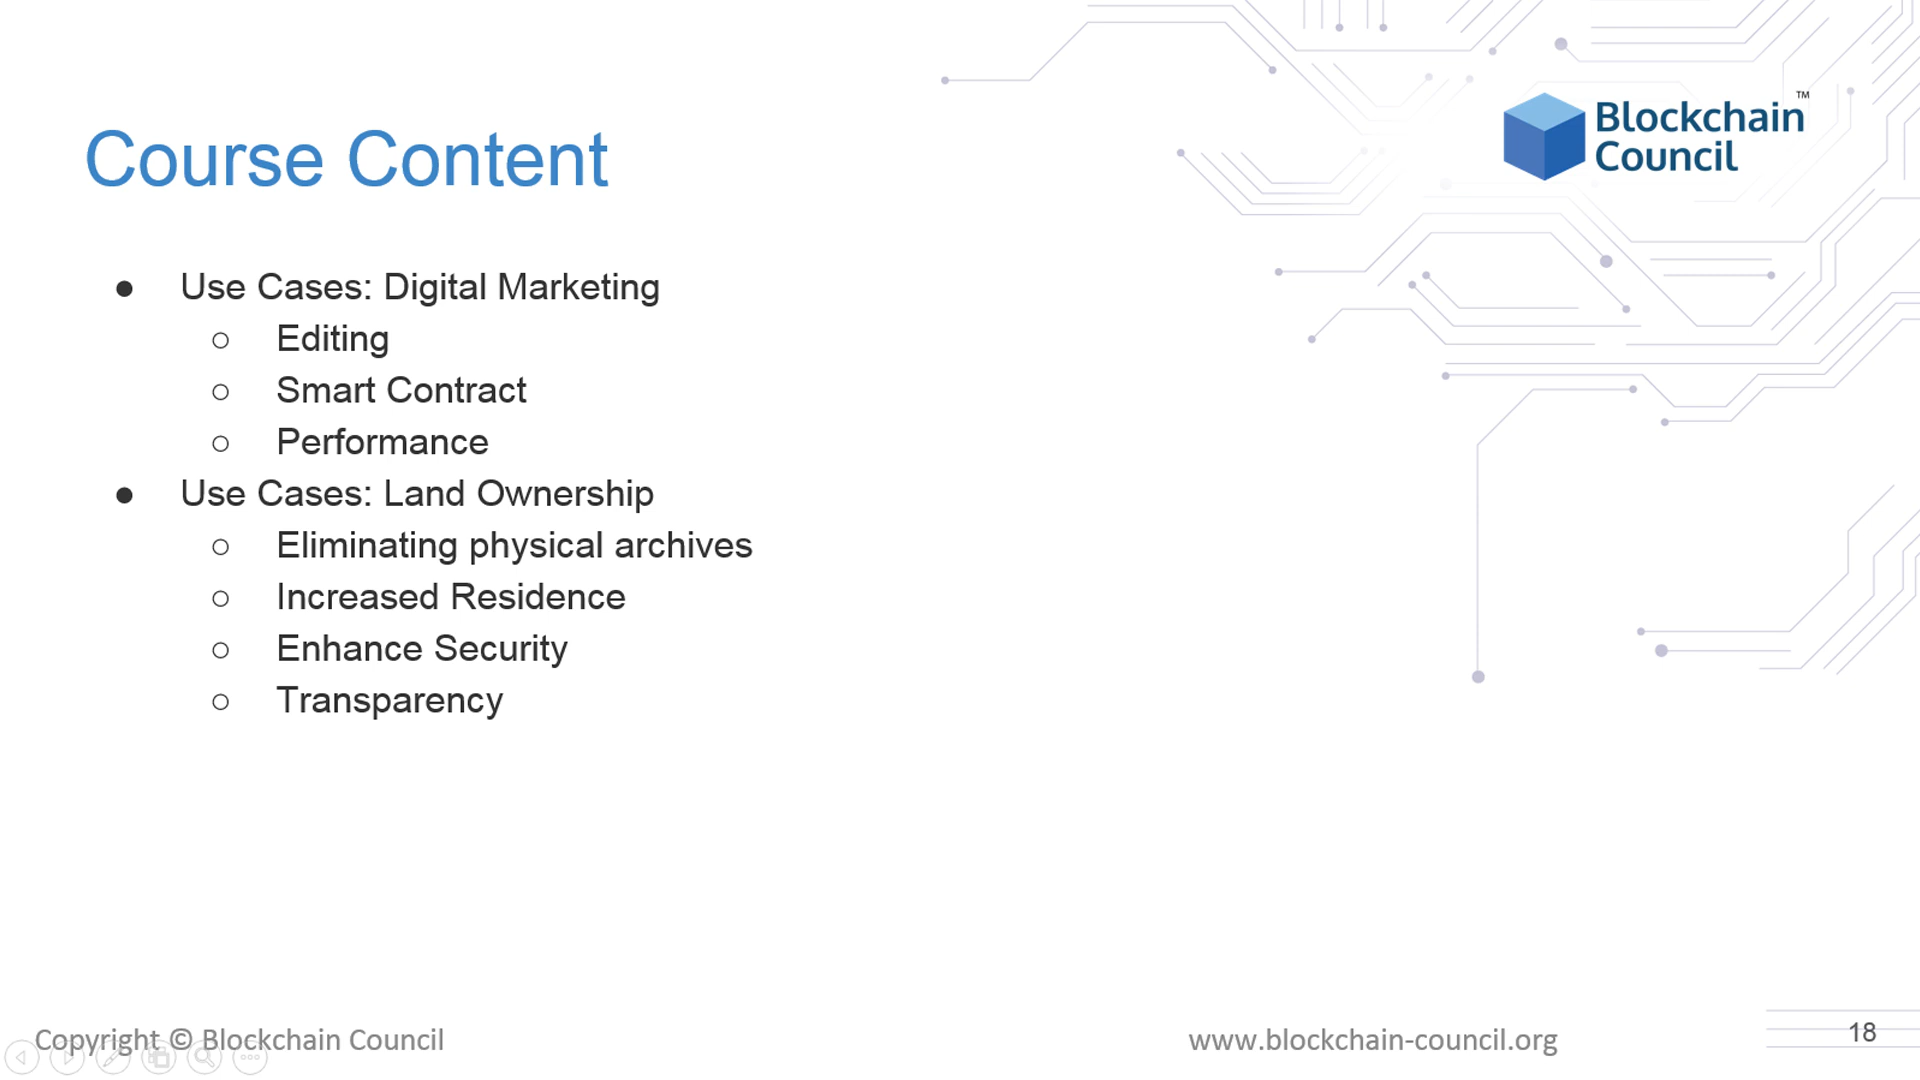 Blockchain™
Council
Course Content
● Use Cases: Digital Marketing
○ Editing
○ Smart Contract
○ Performance
● Use Cases: Land Ownership
○ Eliminating physical archives
○ Increased Residence
○ Enhance Security
○ Transparency
Copyright © Blockchain Council
www.blockchain-council.org
18